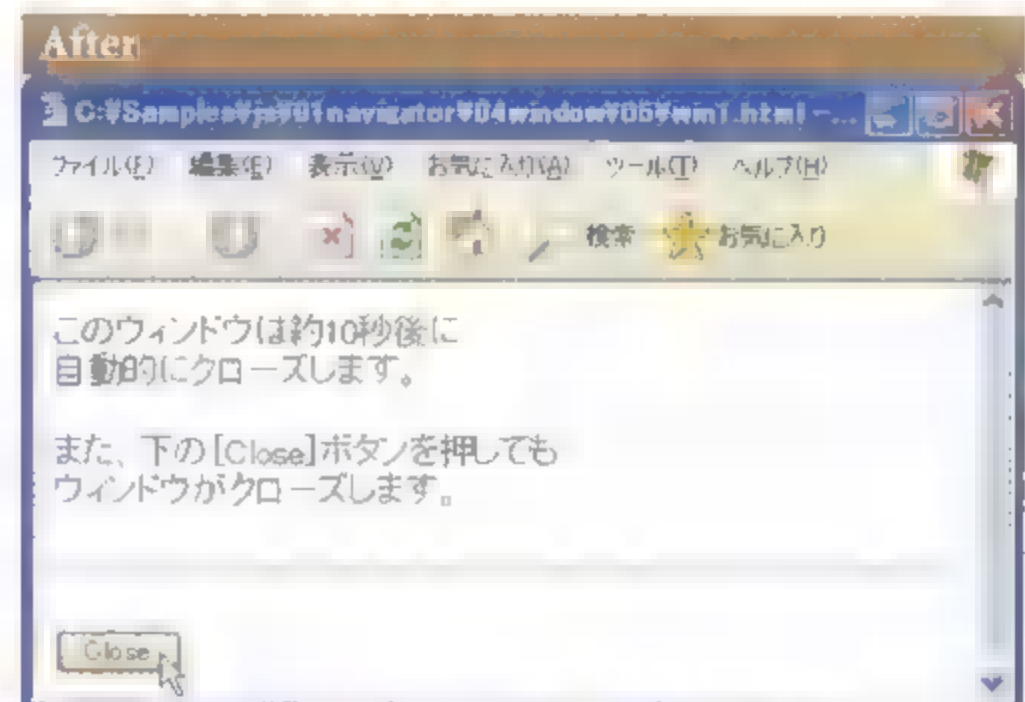 After
C:¥Samples¥js¥01navigator¥04window¥05¥win1.html - ...
ファイル(F) 編集(E) 表示(V) お気に入り(A) ツール(T) ヘルプ(H)
検索 お気に入り
このウィンドウは約10秒後に
自動的にクローズします。
また、下の[Close]ボタンを押しても
ウィンドウがクローズします。
Close